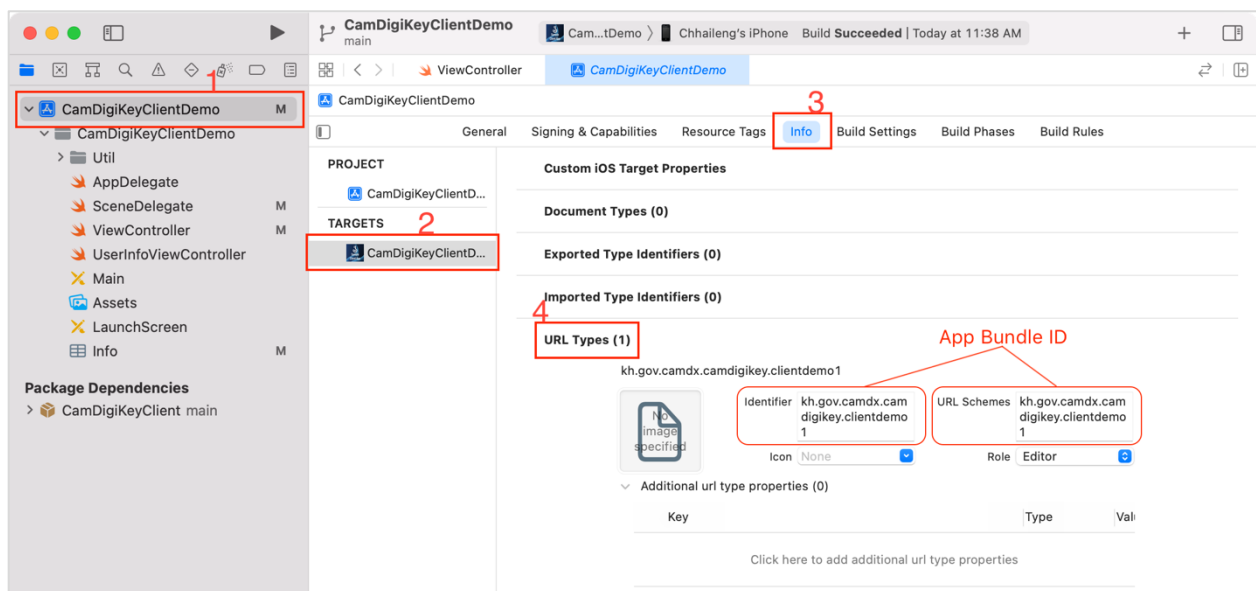 CamDigiKeyClientDemo
main
Cam...tDemo 〉 Chhaileng's iPhone Build Succeeded | Today at 11:38 AM
ViewController
CamDigiKeyClientDemo
1
CamDigiKeyClientDemo M
CamDigiKeyClientDemo
Util
AppDelegate
SceneDelegate M
ViewController M
UserInfoViewController
Main
Assets
LaunchScreen
Info M
Package Dependencies
CamDigiKeyClient main
CamDigiKeyClientDemo
3
General Signing & Capabilities Resource Tags Info Build Settings Build Phases Build Rules
PROJECT
CamDigiKeyClientD...
TARGETS
2
CamDigiKeyClientD...
Custom iOS Target Properties
Document Types (0)
Exported Type Identifiers (0)
Imported Type Identifiers (0)
4
URL Types (1)
App Bundle ID
kh.gov.camdx.camdigikey.clientdemo1
No
image
specified
Identifier kh.gov.camdx.cam
digikey.clientdemo
1
URL Schemes kh.gov.camdx.cam
digikey.clientdemo
1
Icon None
Role Editor
Additional url type properties (0)
Key Type Val
Click here to add additional url type properties